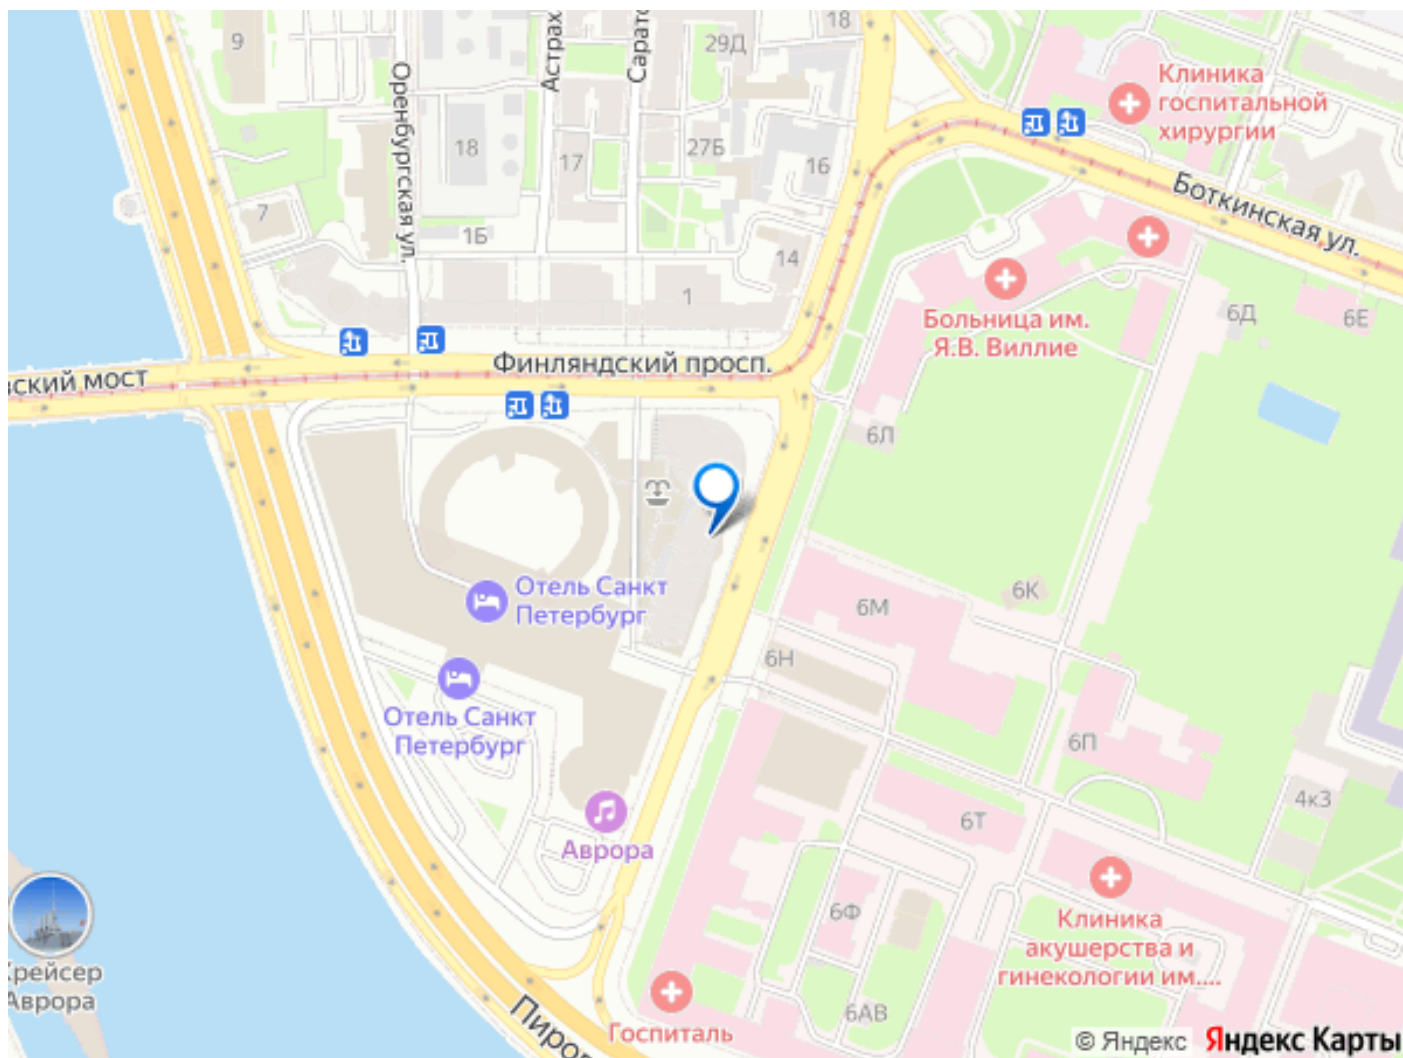 9
18
29Д
Астрах
Сарато
Оренбургская ул.
Клиника
госпитальной
хирургии
18
17
27Б
16
Боткинская ул.
7
1Б
14
1
6Д
6Е
Больница им.
Я.В. Виллие
Финляндский просп.
вский мост
6Л
Отель Санкт
Петербург
6М
6К
6Н
Отель Санкт
Петербург
6П
4к3
Аврора
6Т
6Ф
Клиника
акушерства и
гинекологии им....
Крейсер
Аврора
Пирог
Госпиталь
6АВ
© Яндекс Яндекс Карты